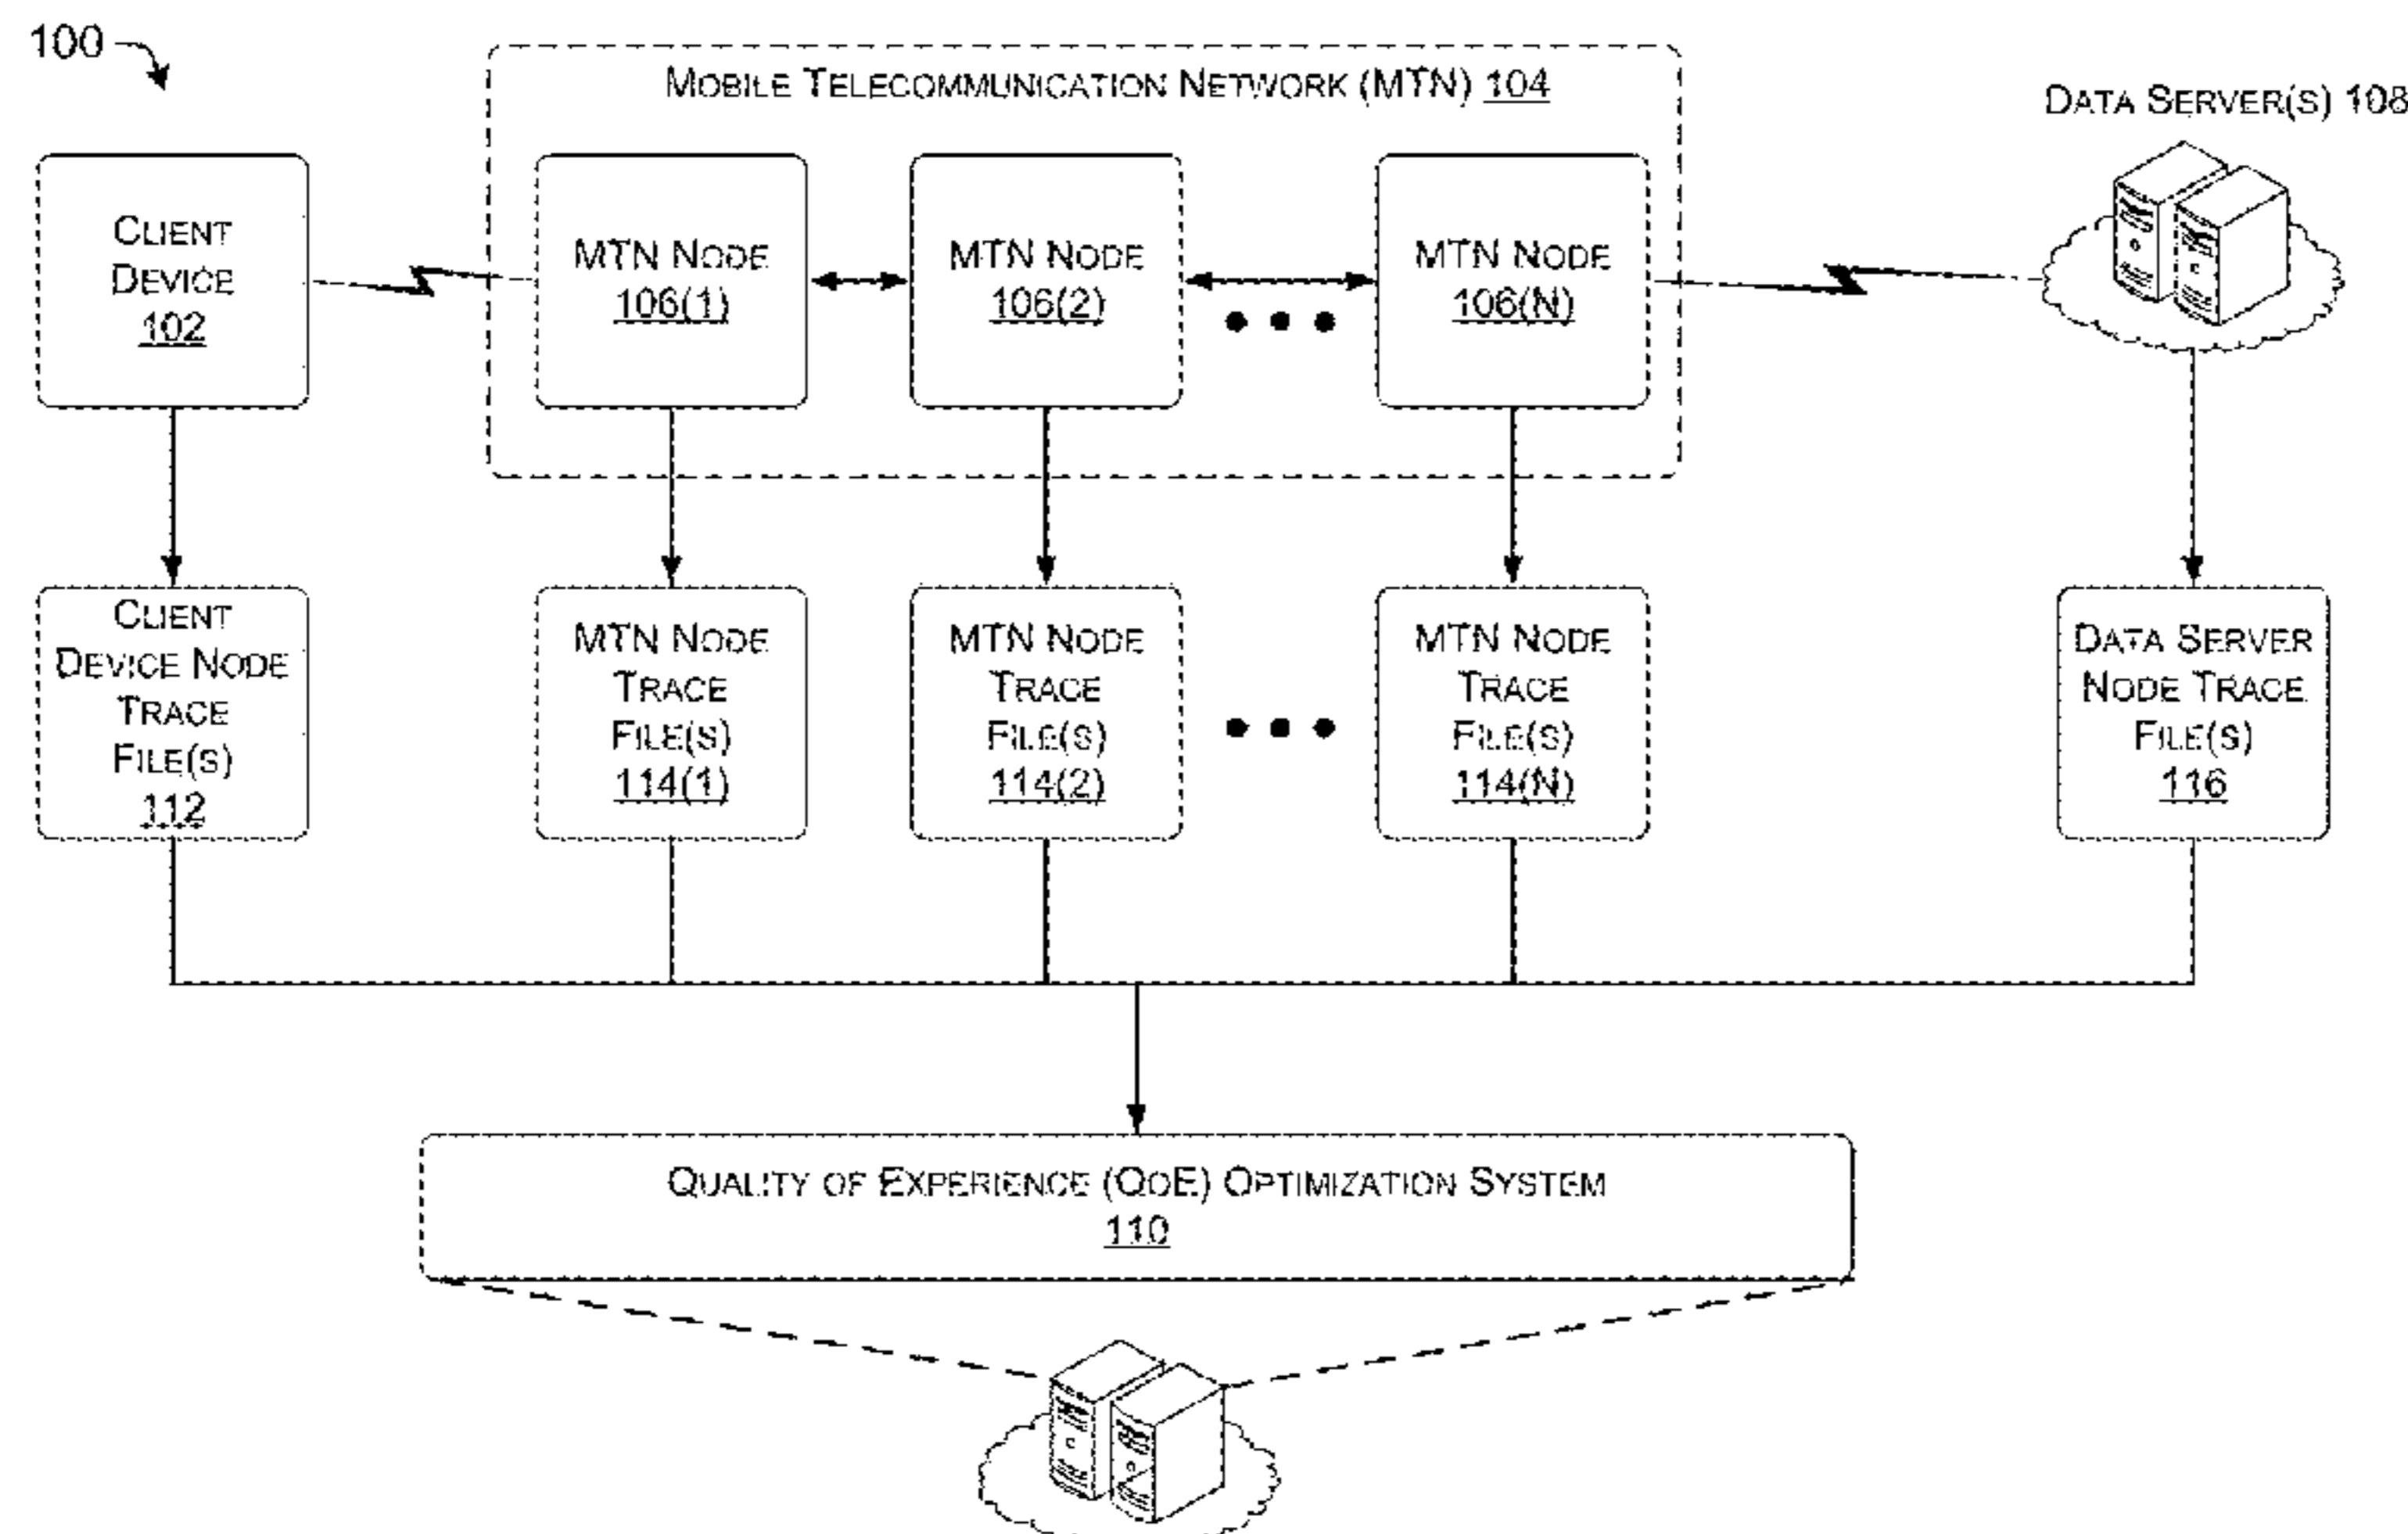 100
MOBILE TELECOMMUNICATION NETWORK (MTN) 104
DATA SERVER(S) 108
CLIENT
DEVICE
102
MTN NODE
106(1)
MTN NODE
106(2)
MTN NODE
106(N)
CLIENT
DEVICE NODE
TRACE
FILE(S)
112
MTN NODE
TRACE
FILE(S)
114(1)
MTN NODE
TRACE
FILE(S)
114(2)
MTN NODE
TRACE
FILE(S)
114(N)
DATA SERVER
NODE TRACE
FILE(S)
116
QUALITY OF EXPERIENCE (QOE) OPTIMIZATION SYSTEM
110